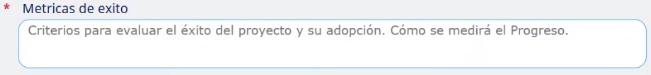 * Metricas de exito
Criterios para evaluar el éxito del proyecto y su adopción. Cómo se medirá el Progreso.